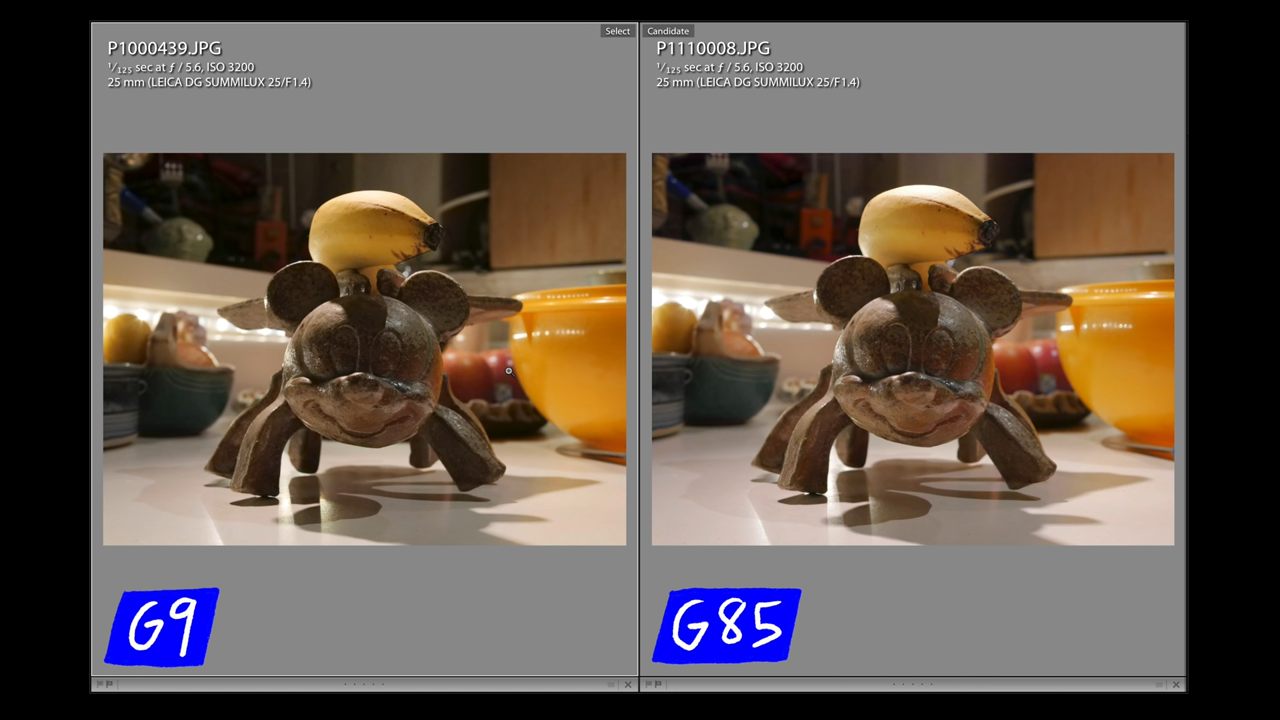 Select
P1000439.JPG
1/125 sec at ƒ / 5.6, ISO 3200
25 mm (LEICA DG SUMMILUX 25/F1.4)
G9
Candidate
P1110008.JPG
1/125 sec at ƒ / 5.6, ISO 3200
25 mm (LEICA DG SUMMILUX 25/F1.4)
G85